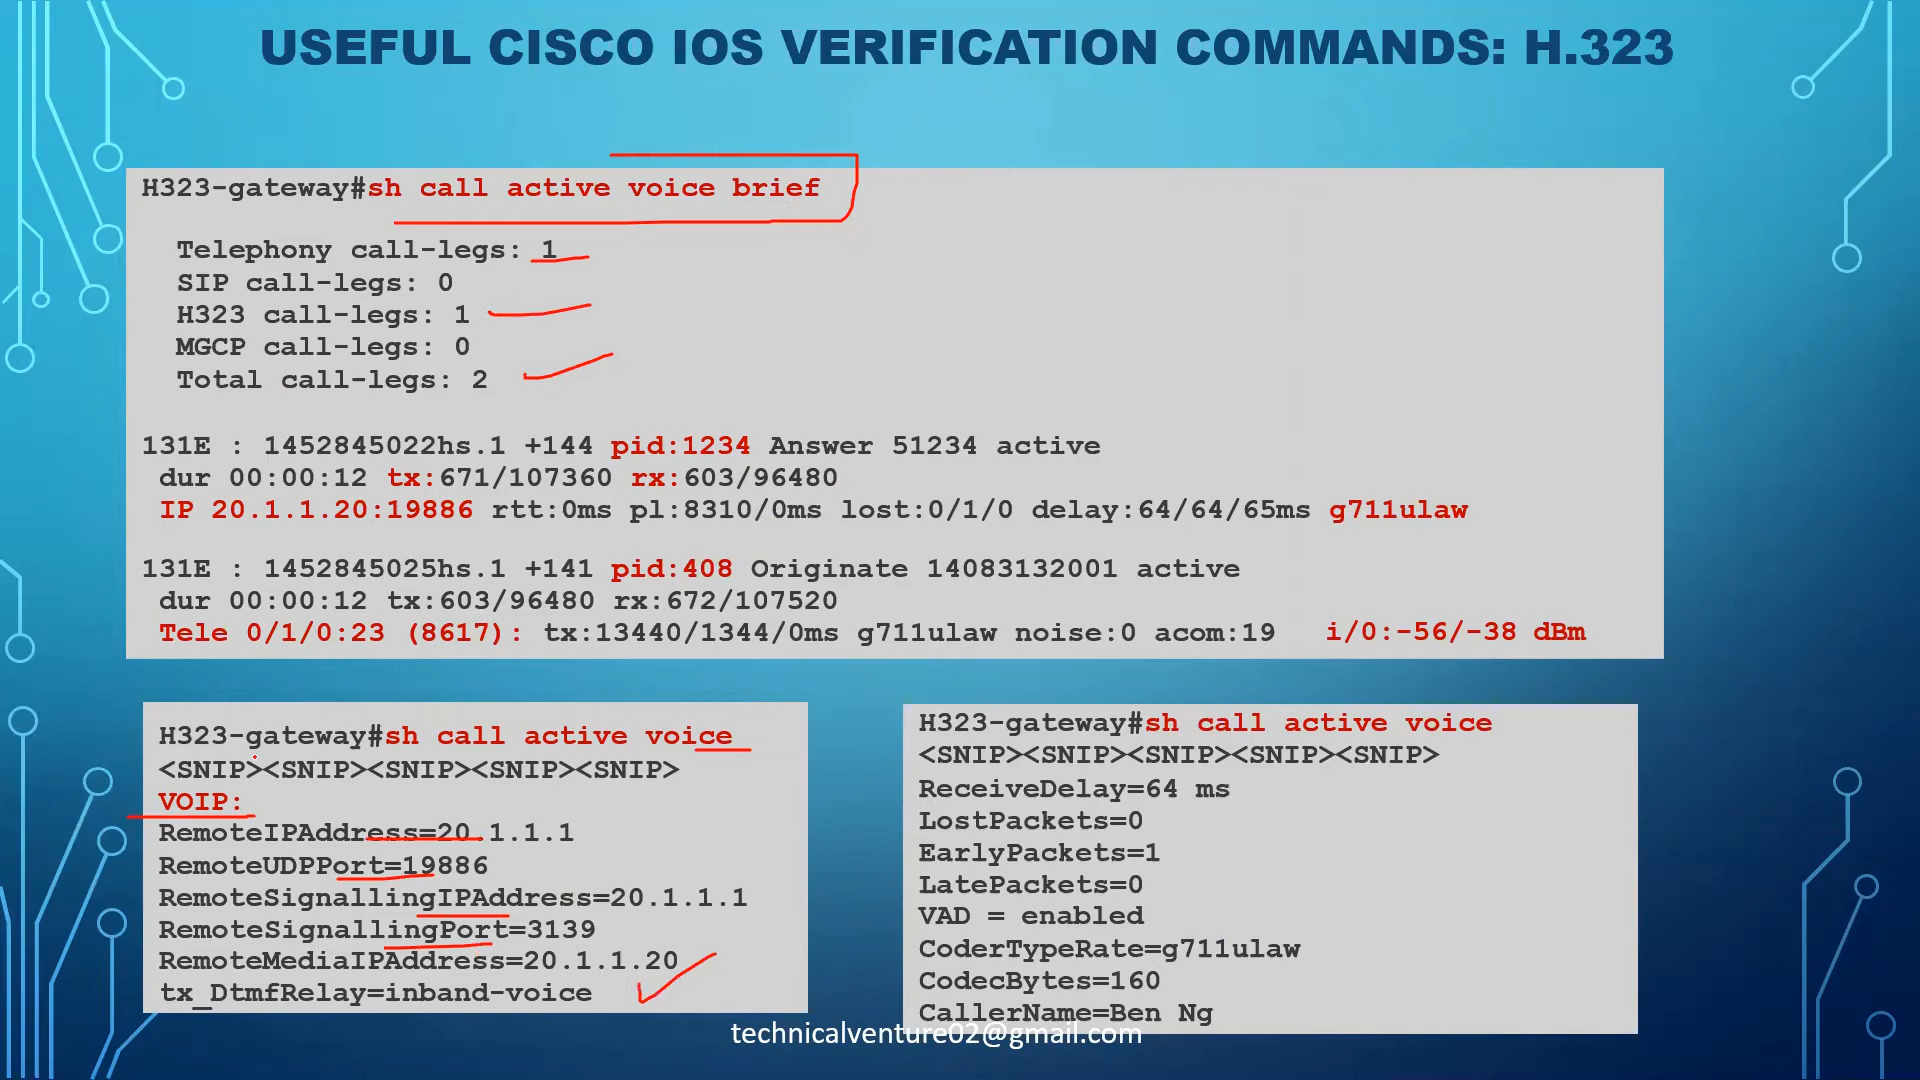 USEFUL CISCO IOS VERIFICATION COMMANDS: H.323
H323-gateway#sh call active voice brief
Telephony call-legs: 1
SIP call-legs: 0
H323 call-legs: 1
MGCP call-legs: 0
Total call-legs: 2
131E : 1452845022hs.1 +144 pid:1234 Answer 51234 active
dur 00:00:12 tx:671/107360 rx:603/96480
IP 20.1.1.20:19886 rtt:0ms pl:8310/0ms lost:0/1/0 delay:64/64/65ms g711ulaw
131E : 1452845025hs.1 +141 pid:408 Originate 14083132001 active
dur 00:00:12 tx:603/96480 rx:672/107520
Tele 0/1/0:23 (8617): tx:13440/1344/0ms g711ulaw noise:0 acom:19 i/0:-56/-38 dBm
H323-gateway#sh call active voice
<SNIP><SNIP><SNIP><SNIP><SNIP>
VOIP:
RemoteIPAddress=20.1.1.1
RemoteUDPPort=19886
RemoteSignallingIPAddress=20.1.1.1
RemoteSignallingPort=3139
RemoteMediaIPAddress=20.1.1.20
tx_DtmfRelay=inband-voice
H323-gateway#sh call active voice
<SNIP><SNIP><SNIP><SNIP><SNIP>
ReceiveDelay=64 ms
LostPackets=0
EarlyPackets=1
LatePackets=0
VAD = enabled
CoderTypeRate=g711ulaw
CodecBytes=160
CallerName=Ben Ng
technicalventure02@gmail.com